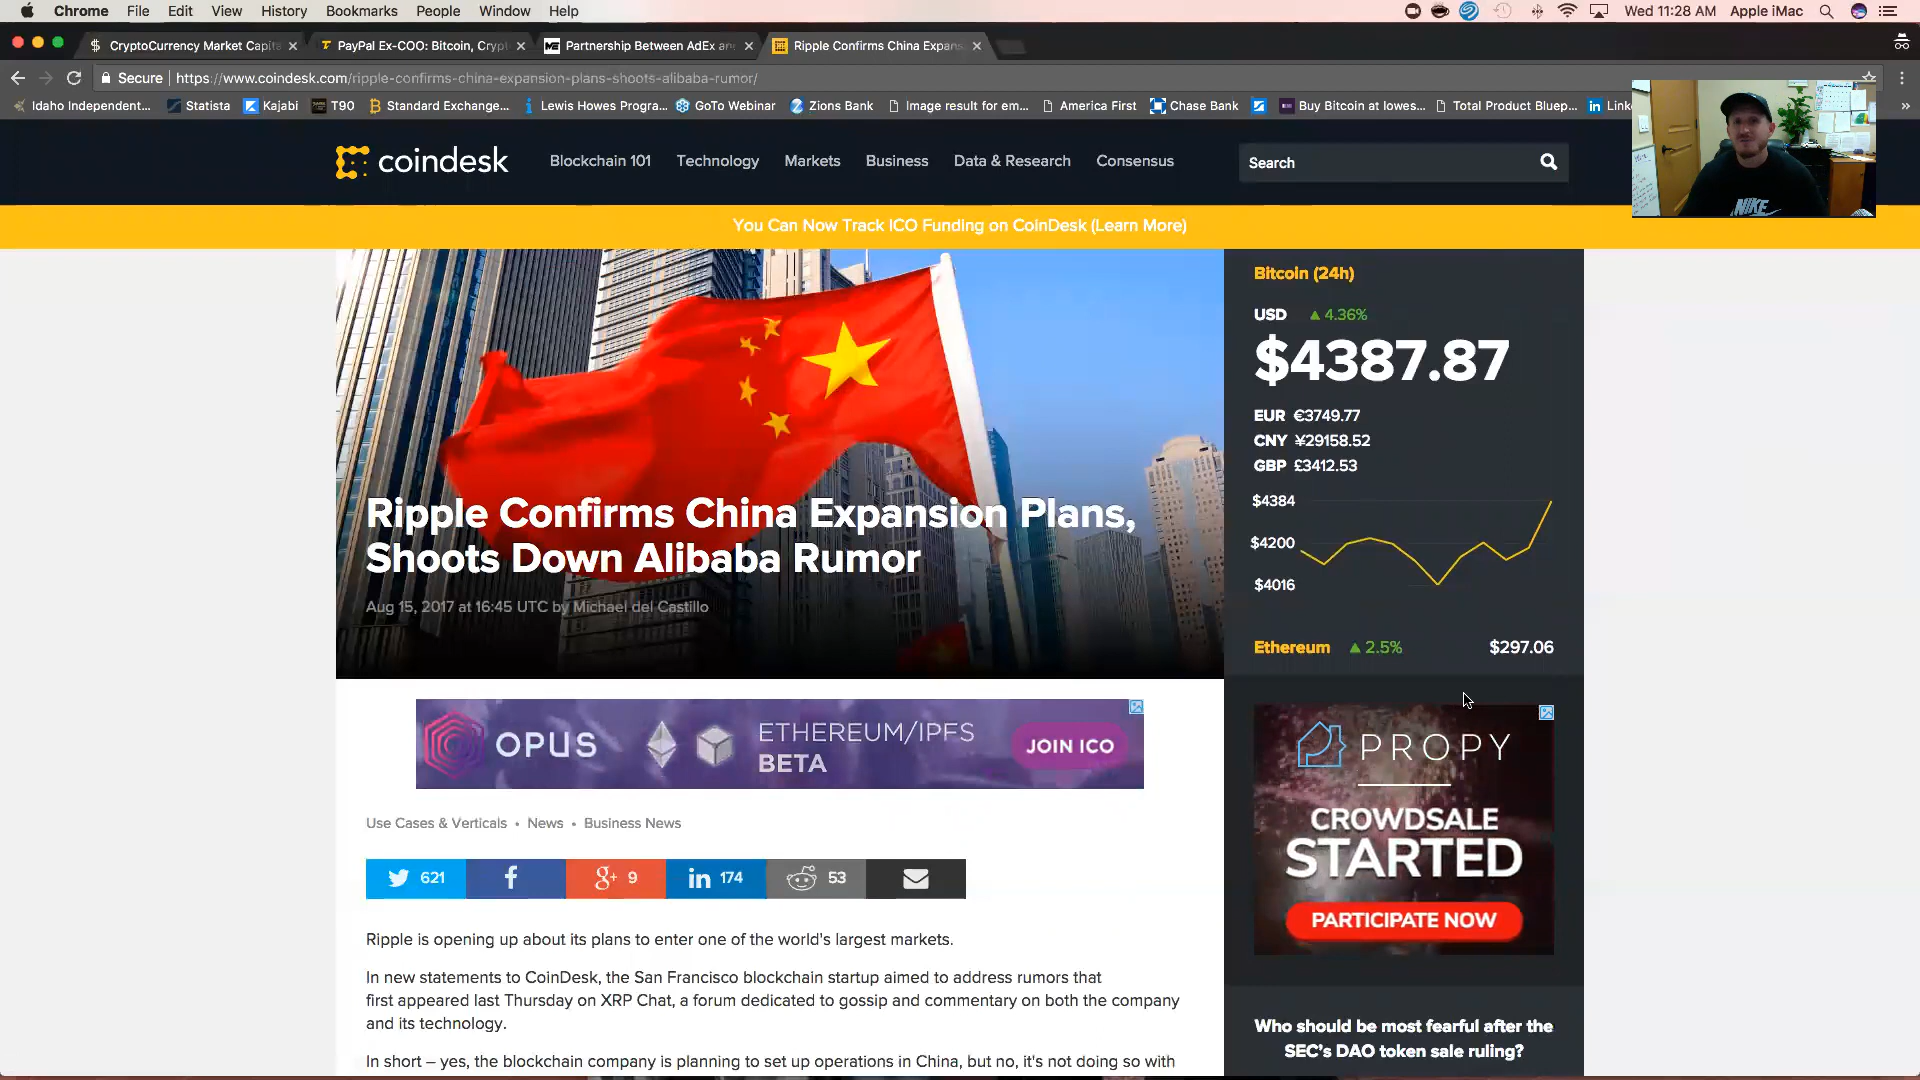 Chrome File Edit View History Bookmarks People Window Help
Wed 11:28 AM Apple iMac
CryptoCurrency Market Capita
PayPal Ex-COO: Bitcoin, Cryp
Partnership Between AdEx an
Ripple Confirms China Expans
Secure https://www.coindesk.com/ripple-confirms-china-expansion-plans-shoots-alibaba-rumor/
Idaho Independent... Statista Kajabi T90 Standard Exchange... Lewis Howes Progra... GoTo Webinar Zions Bank Image result for em... America First Chase Bank Buy Bitcoin at lowes... Total Product Bluep... Link
coindesk
Blockchain 101 Technology Markets Business Data & Research Consensus
Search
NIKE
You Can Now Track ICO Funding on CoinDesk (Learn More)
Ripple Confirms China Expansion Plans,
Shoots Down Alibaba Rumor
Aug 15, 2017 at 16:45 UTC by Michael del Castillo
Bitcoin (24h)
USD ▲ 4.36%
$4387.87
EUR €3749.77
CNY ¥29158.52
GBP £3412.53
$4384
$4200
$4016
Ethereum ▲ 2.5% $297.06
OPUS
ETHEREUM/IPFS
BETA
JOIN ICO
PROPY
CROWDSALE
STARTED
PARTICIPATE NOW
Use Cases & Verticals • News • Business News
621
f
g+ 9
in 174
53
Ripple is opening up about its plans to enter one of the world's largest markets.
In new statements to CoinDesk, the San Francisco blockchain startup aimed to address rumors that
first appeared last Thursday on XRP Chat, a forum dedicated to gossip and commentary on both the company
and its technology.
In short – yes, the blockchain company is planning to set up operations in China, but no, it's not doing so with
Who should be most fearful after the
SEC's DAO token sale ruling?